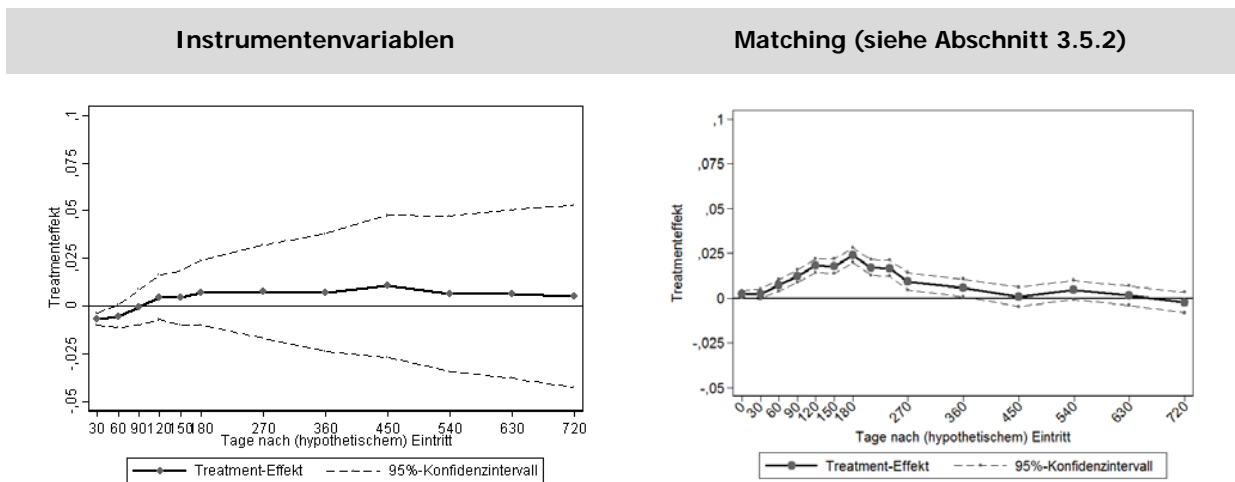 Instrumentenvariablen
Matching (siehe Abschnitt 3.5.2)
Treatmenteffekt
,1
,075
,05
,025
0
-,025
-,05
30 60 90 120 150 180 270 360 450 540 630 720
Tage nach (hypothetischem) Eintritt
Treatment-Effekt 95%-Konfidenzintervall
Treatmenteffekt
,1
,075
,05
,025
0
-,025
-,05
0 30 60 90 120 150 180 270 360 450 540 630 720
Tage nach (hypothetischem) Eintritt
Treatment-Effekt 95%-Konfidenzintervall